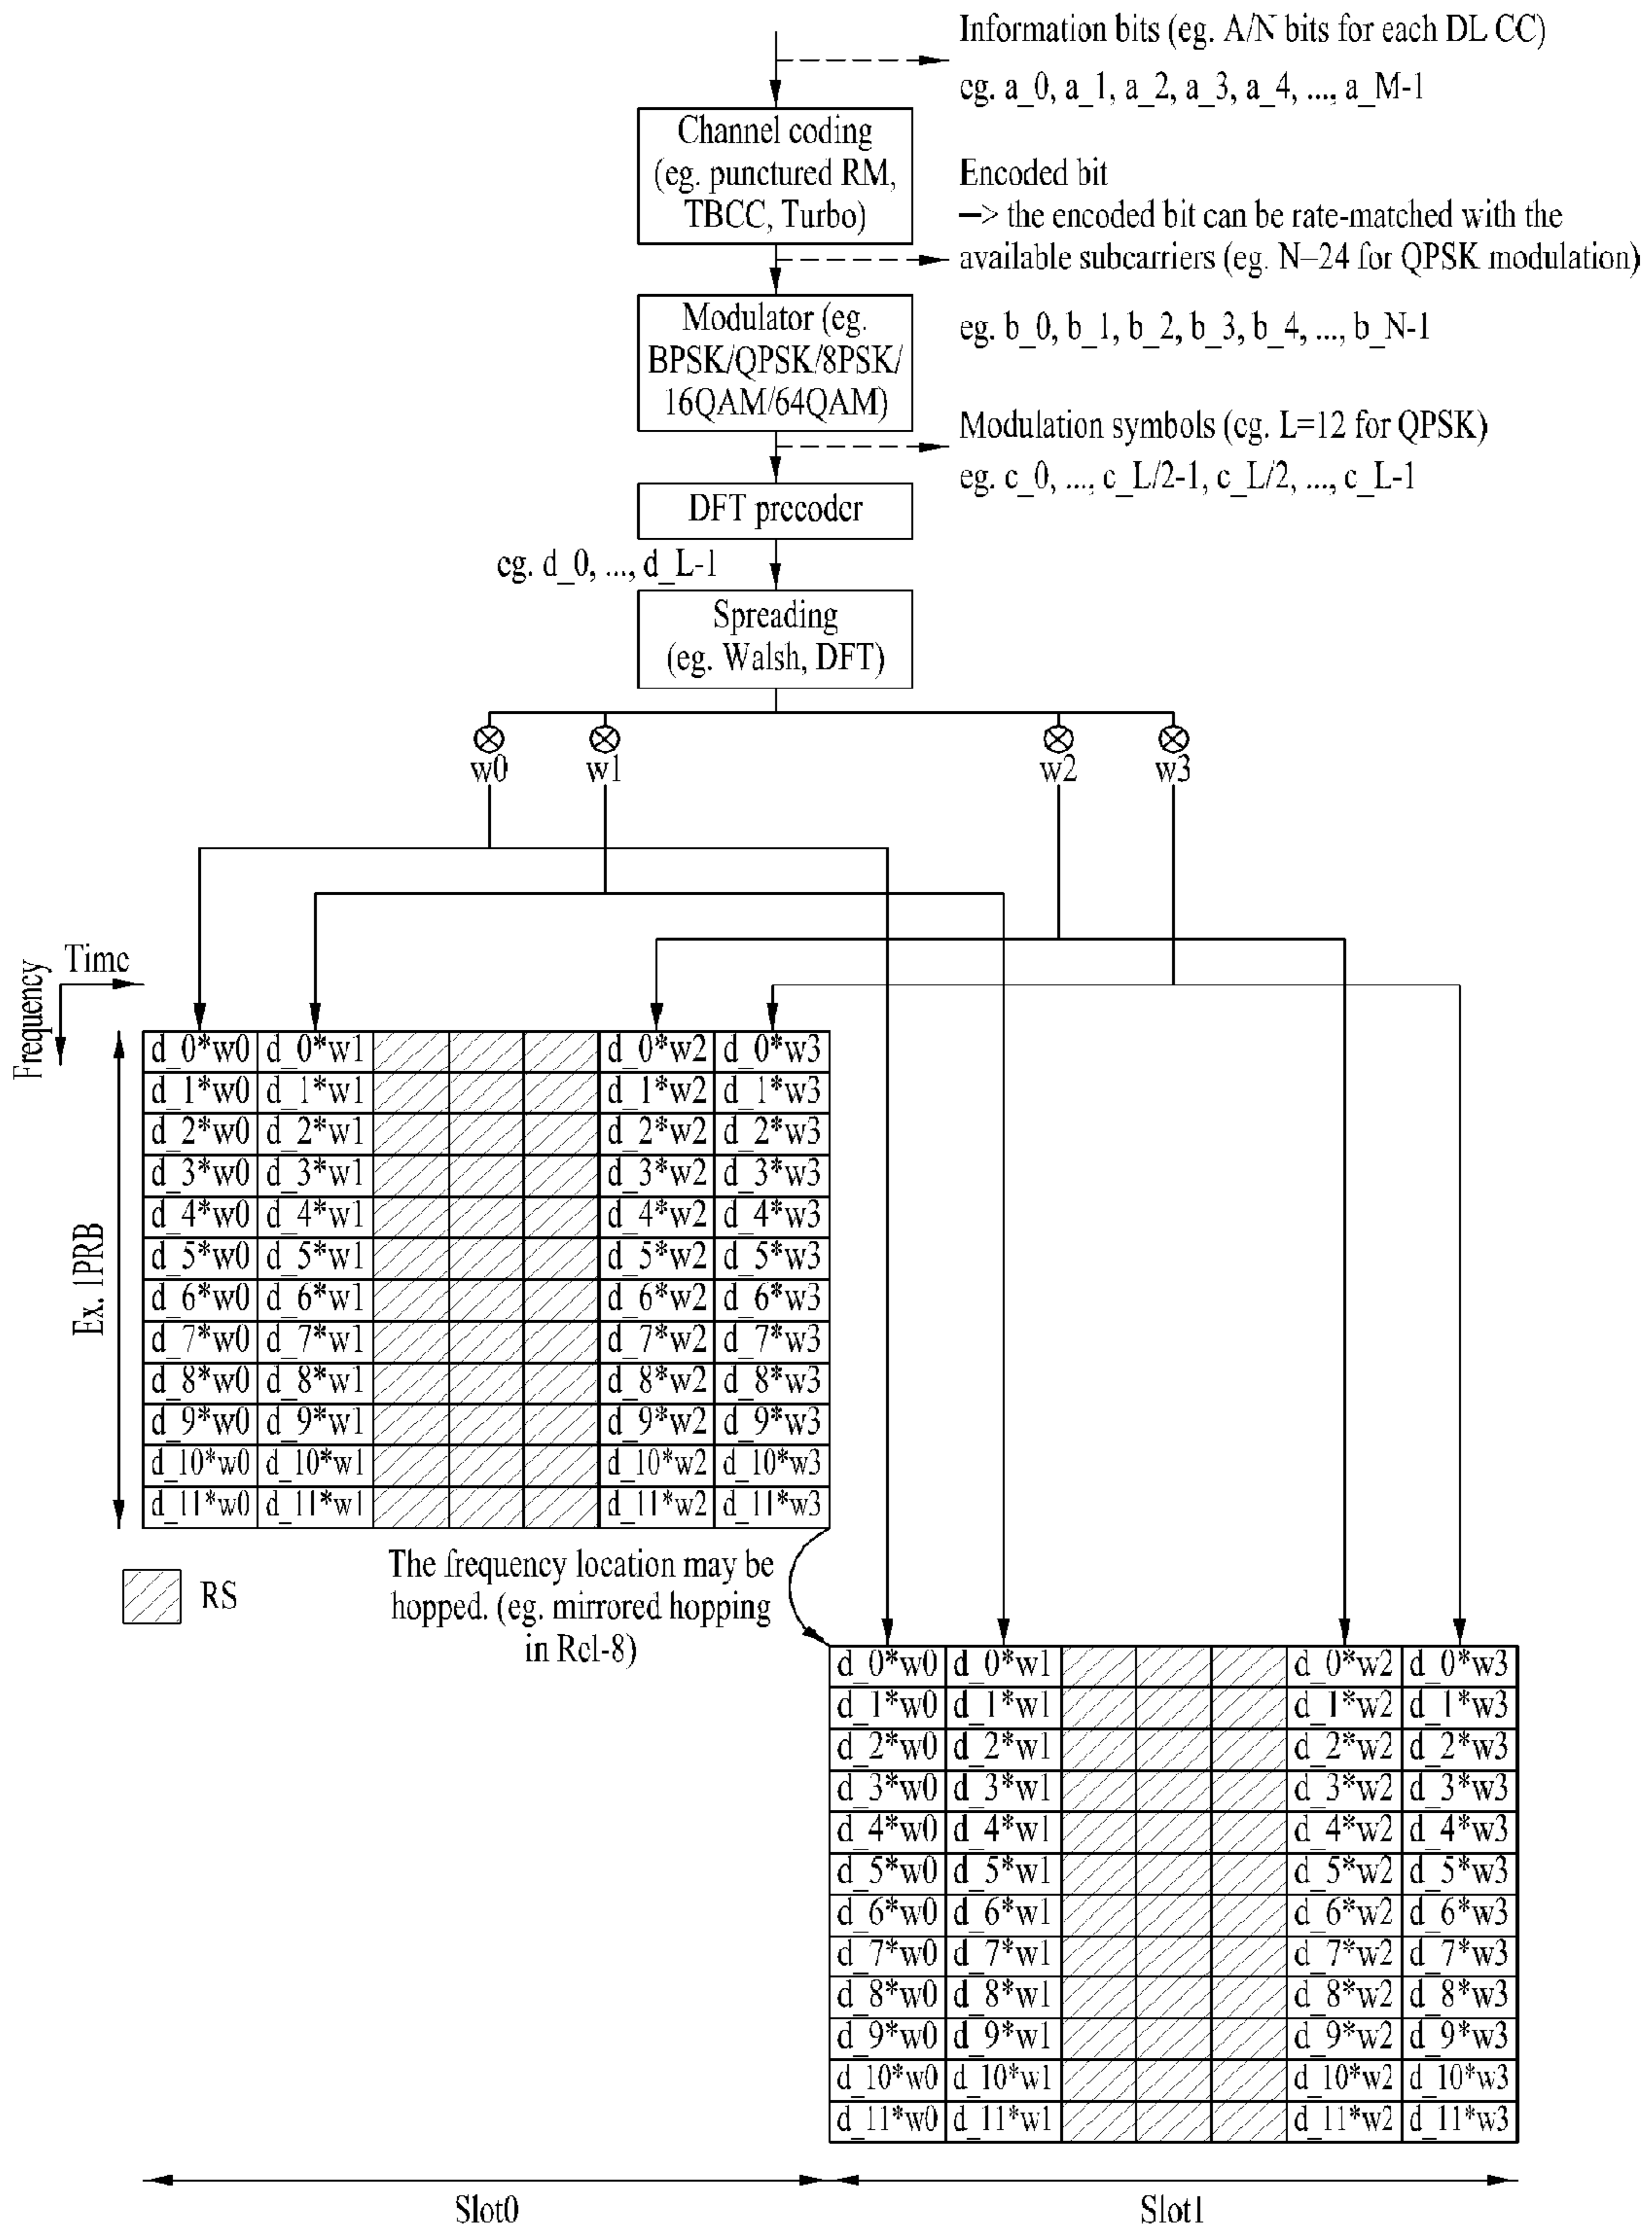 Information bits (eg. A/N bits for each DL CC)
eg. a_0, a_1, a_2, a_3, a_4, ..., a_M-1
Channel coding
(eg. punctured RM,
TBCC, Turbo)
Encoded bit
—> the encoded bit can be rate-matched with the
available subcarriers (eg. N=24 for QPSK modulation)
eg. b_0, b_1, b_2, b_3, b_4, ..., b_N-1
Modulator (eg.
BPSK/QPSK/8PSK/
16QAM/64QAM)
Modulation symbols (eg. L=12 for QPSK)
eg. c_0, ..., c_L/2-1, c_L/2, ..., c_L-1
DFT precoder
eg. d_0, ..., d_L-1
Spreading
(eg. Walsh, DFT)
w0 w1 w2 w3
Time
Frequency
Ex. 1PRB
d_0*w0 d_0*w1 d_0*w2 d_0*w3
d_1*w0 d_1*w1 d_1*w2 d_1*w3
d_2*w0 d_2*w1 d_2*w2 d_2*w3
d_3*w0 d_3*w1 d_3*w2 d_3*w3
d_4*w0 d_4*w1 d_4*w2 d_4*w3
d_5*w0 d_5*w1 d_5*w2 d_5*w3
d_6*w0 d_6*w1 d_6*w2 d_6*w3
d_7*w0 d_7*w1 d_7*w2 d_7*w3
d_8*w0 d_8*w1 d_8*w2 d_8*w3
d_9*w0 d_9*w1 d_9*w2 d_9*w3
d_10*w0 d_10*w1 d_10*w2 d_10*w3
d_11*w0 d_11*w1 d_11*w2 d_11*w3
RS
The frequency location may be
hopped. (eg. mirrored hopping
in Rel-8)
d_0*w0 d_0*w1 d_0*w2 d_0*w3
d_1*w0 d_1*w1 d_1*w2 d_1*w3
d_2*w0 d_2*w1 d_2*w2 d_2*w3
d_3*w0 d_3*w1 d_3*w2 d_3*w3
d_4*w0 d_4*w1 d_4*w2 d_4*w3
d_5*w0 d_5*w1 d_5*w2 d_5*w3
d_6*w0 d_6*w1 d_6*w2 d_6*w3
d_7*w0 d_7*w1 d_7*w2 d_7*w3
d_8*w0 d_8*w1 d_8*w2 d_8*w3
d_9*w0 d_9*w1 d_9*w2 d_9*w3
d_10*w0 d_10*w1 d_10*w2 d_10*w3
d_11*w0 d_11*w1 d_11*w2 d_11*w3
Slot0 Slot1